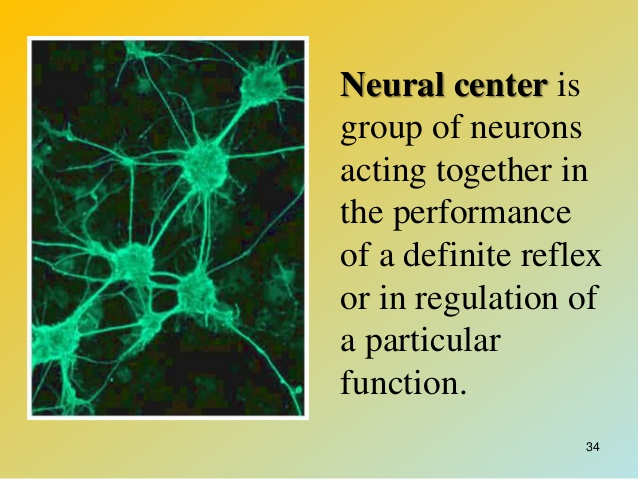 Neural center is
group of neurons
acting together in
the performance
of a definite reflex
or in regulation of
a particular
function.
34